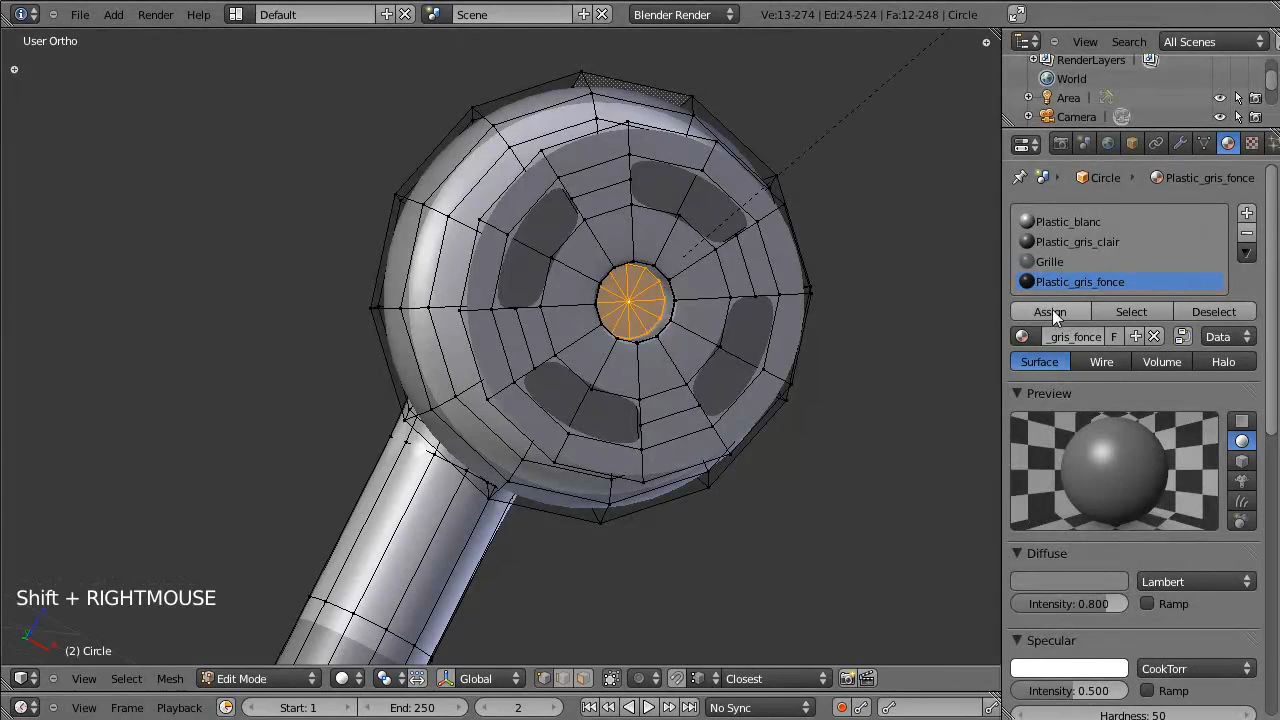 File Add Render Help Default Scene Blender Render Ve:13-274 | Ed:24-524 | Fa:12-248 | Circle
User Ortho
View Search All Scenes
RenderLayers |
World
Area
Camera
Circle Plastic_gris_fonce
Plastic_blanc
Plastic_gris_clair
Grille
Plastic_gris_fonce
Assign Select Deselect
_gris_fonce F Data
Surface Wire Volume Halo
Preview
Diffuse
Lambert
Intensity: 0.800 Ramp
Specular
CookTorr
Intensity: 0.500 Ramp
Hardness: 50
Shift + RIGHTMOUSE
(2) Circle
View Select Mesh Edit Mode Global Closest
View Frame Playback Start: 1 End: 250 2 No Sync